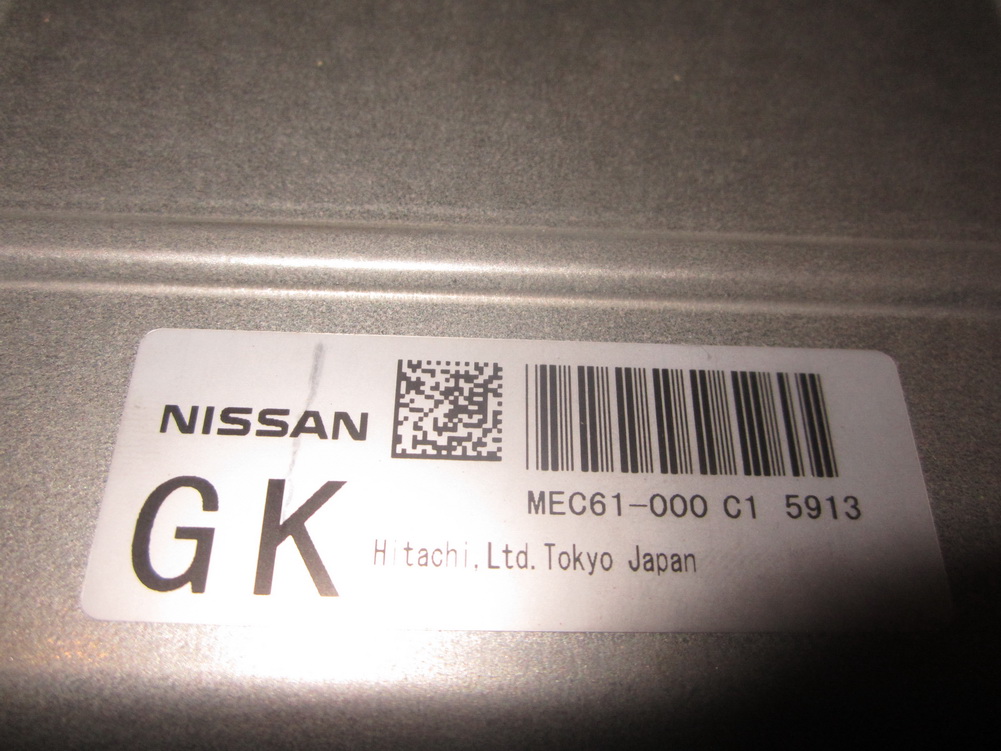 NISSAN
MEC61-000 C1 5913
GK
Hitachi,Ltd.Tokyo Japan